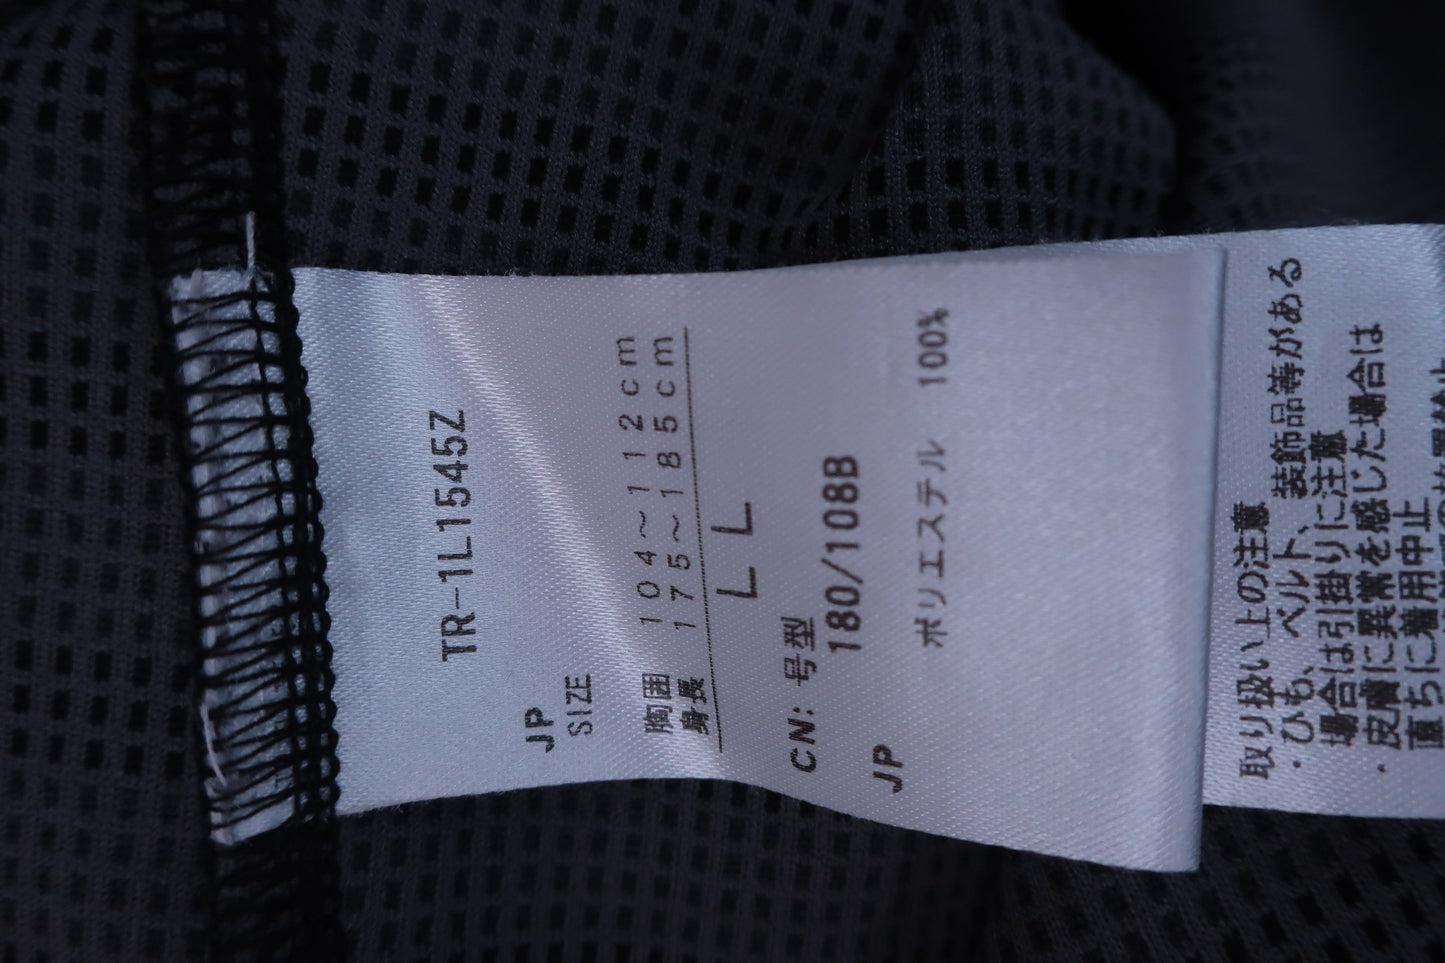 TR-1L1545Z
JP
SIZE
胸囲 104～112cm
身長 175～185cm
LL
CN: 号型
180/108B
JP
ポリエステル 100%
取り扱い上の注意
・ひも、ベルト、装飾品等がある
場合は引掛りに注意
・皮膚に異常を感じた場合は
直ちに着用中止